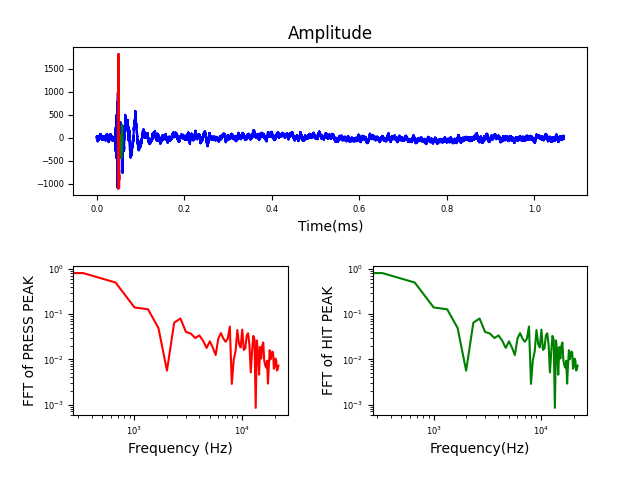 Amplitude
1500
1000
500
0
−500
−1000
0.0 0.2 0.4 0.6 0.8 1.0
Time(ms)
FFT of PRESS PEAK
10⁰
10⁻¹
10⁻²
10⁻³
10³ 10⁴
Frequency (Hz)
FFT of HIT PEAK
10⁰
10⁻¹
10⁻²
10⁻³
10³ 10⁴
Frequency(Hz)